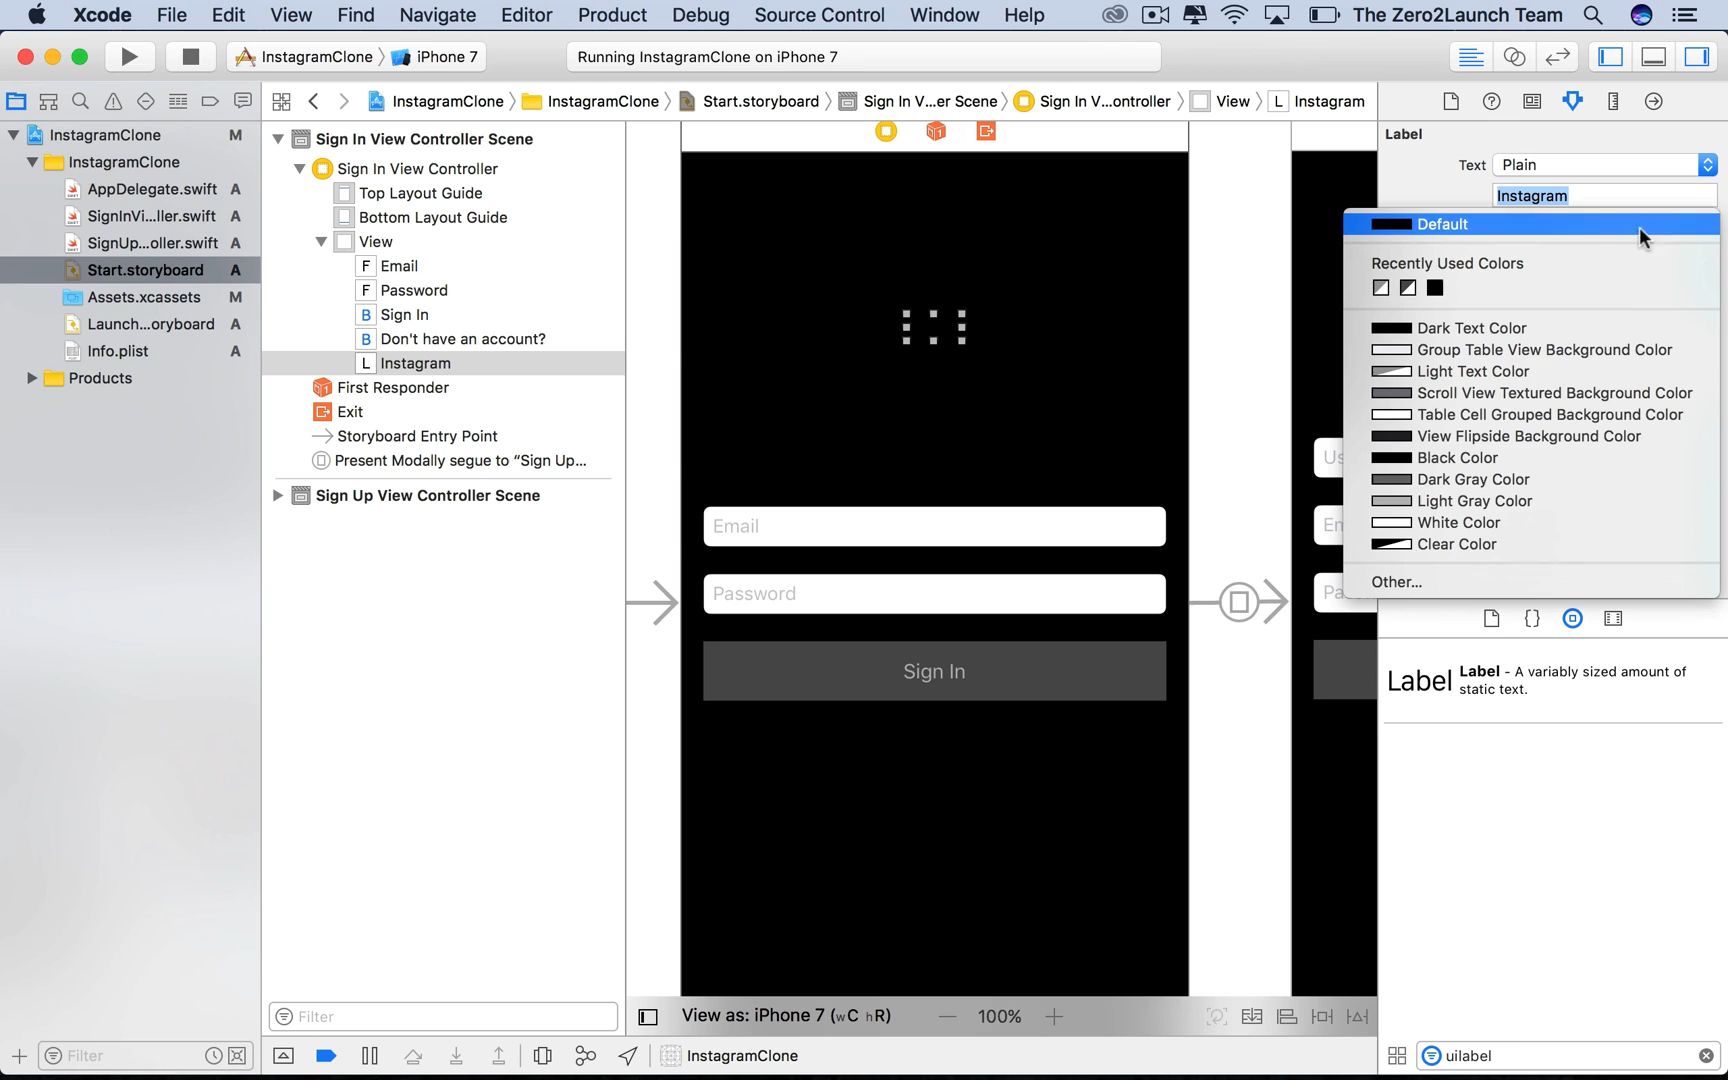 Xcode File Edit View Find Navigate Editor Product Debug Source Control Window Help The Zero2Launch Team
InstagramClone iPhone 7 Running InstagramClone on iPhone 7
InstagramClone InstagramClone Start.storyboard Sign In V...er Scene Sign In V...ontroller View L Instagram
InstagramClone M
InstagramClone
AppDelegate.swift A
SignInVi...ller.swift A
SignUp...oller.swift A
Start.storyboard A
Assets.xcassets M
Launch...oryboard A
Info.plist A
Products
Sign In View Controller Scene
Sign In View Controller
Top Layout Guide
Bottom Layout Guide
View
F Email
F Password
B Sign In
B Don't have an account?
L Instagram
First Responder
Exit
Storyboard Entry Point
Present Modally segue to “Sign Up...
Sign Up View Controller Scene
Email
Password
Sign In
Us
En
Pa
Label
Text Plain
Instagram
Default
Recently Used Colors
Dark Text Color
Group Table View Background Color
Light Text Color
Scroll View Textured Background Color
Table Cell Grouped Background Color
View Flipside Background Color
Black Color
Dark Gray Color
Light Gray Color
White Color
Clear Color
Other...
Label Label - A variably sized amount of
static text.
Filter
View as: iPhone 7 (wC hR) 100%
Filter
InstagramClone
uilabel